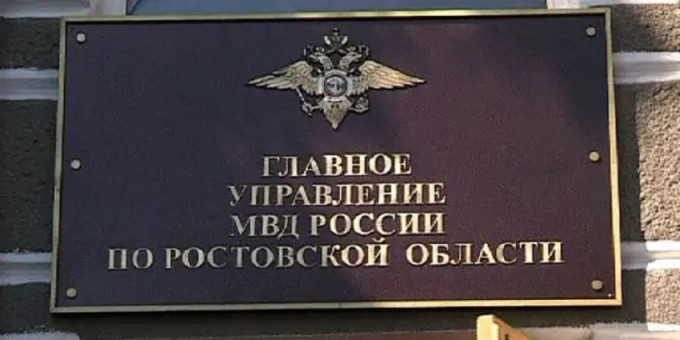 ГЛАВНОЕ
УПРАВЛЕНИЕ
МВД РОССИИ
ПО РОСТОВСКОЙ ОБЛАСТИ